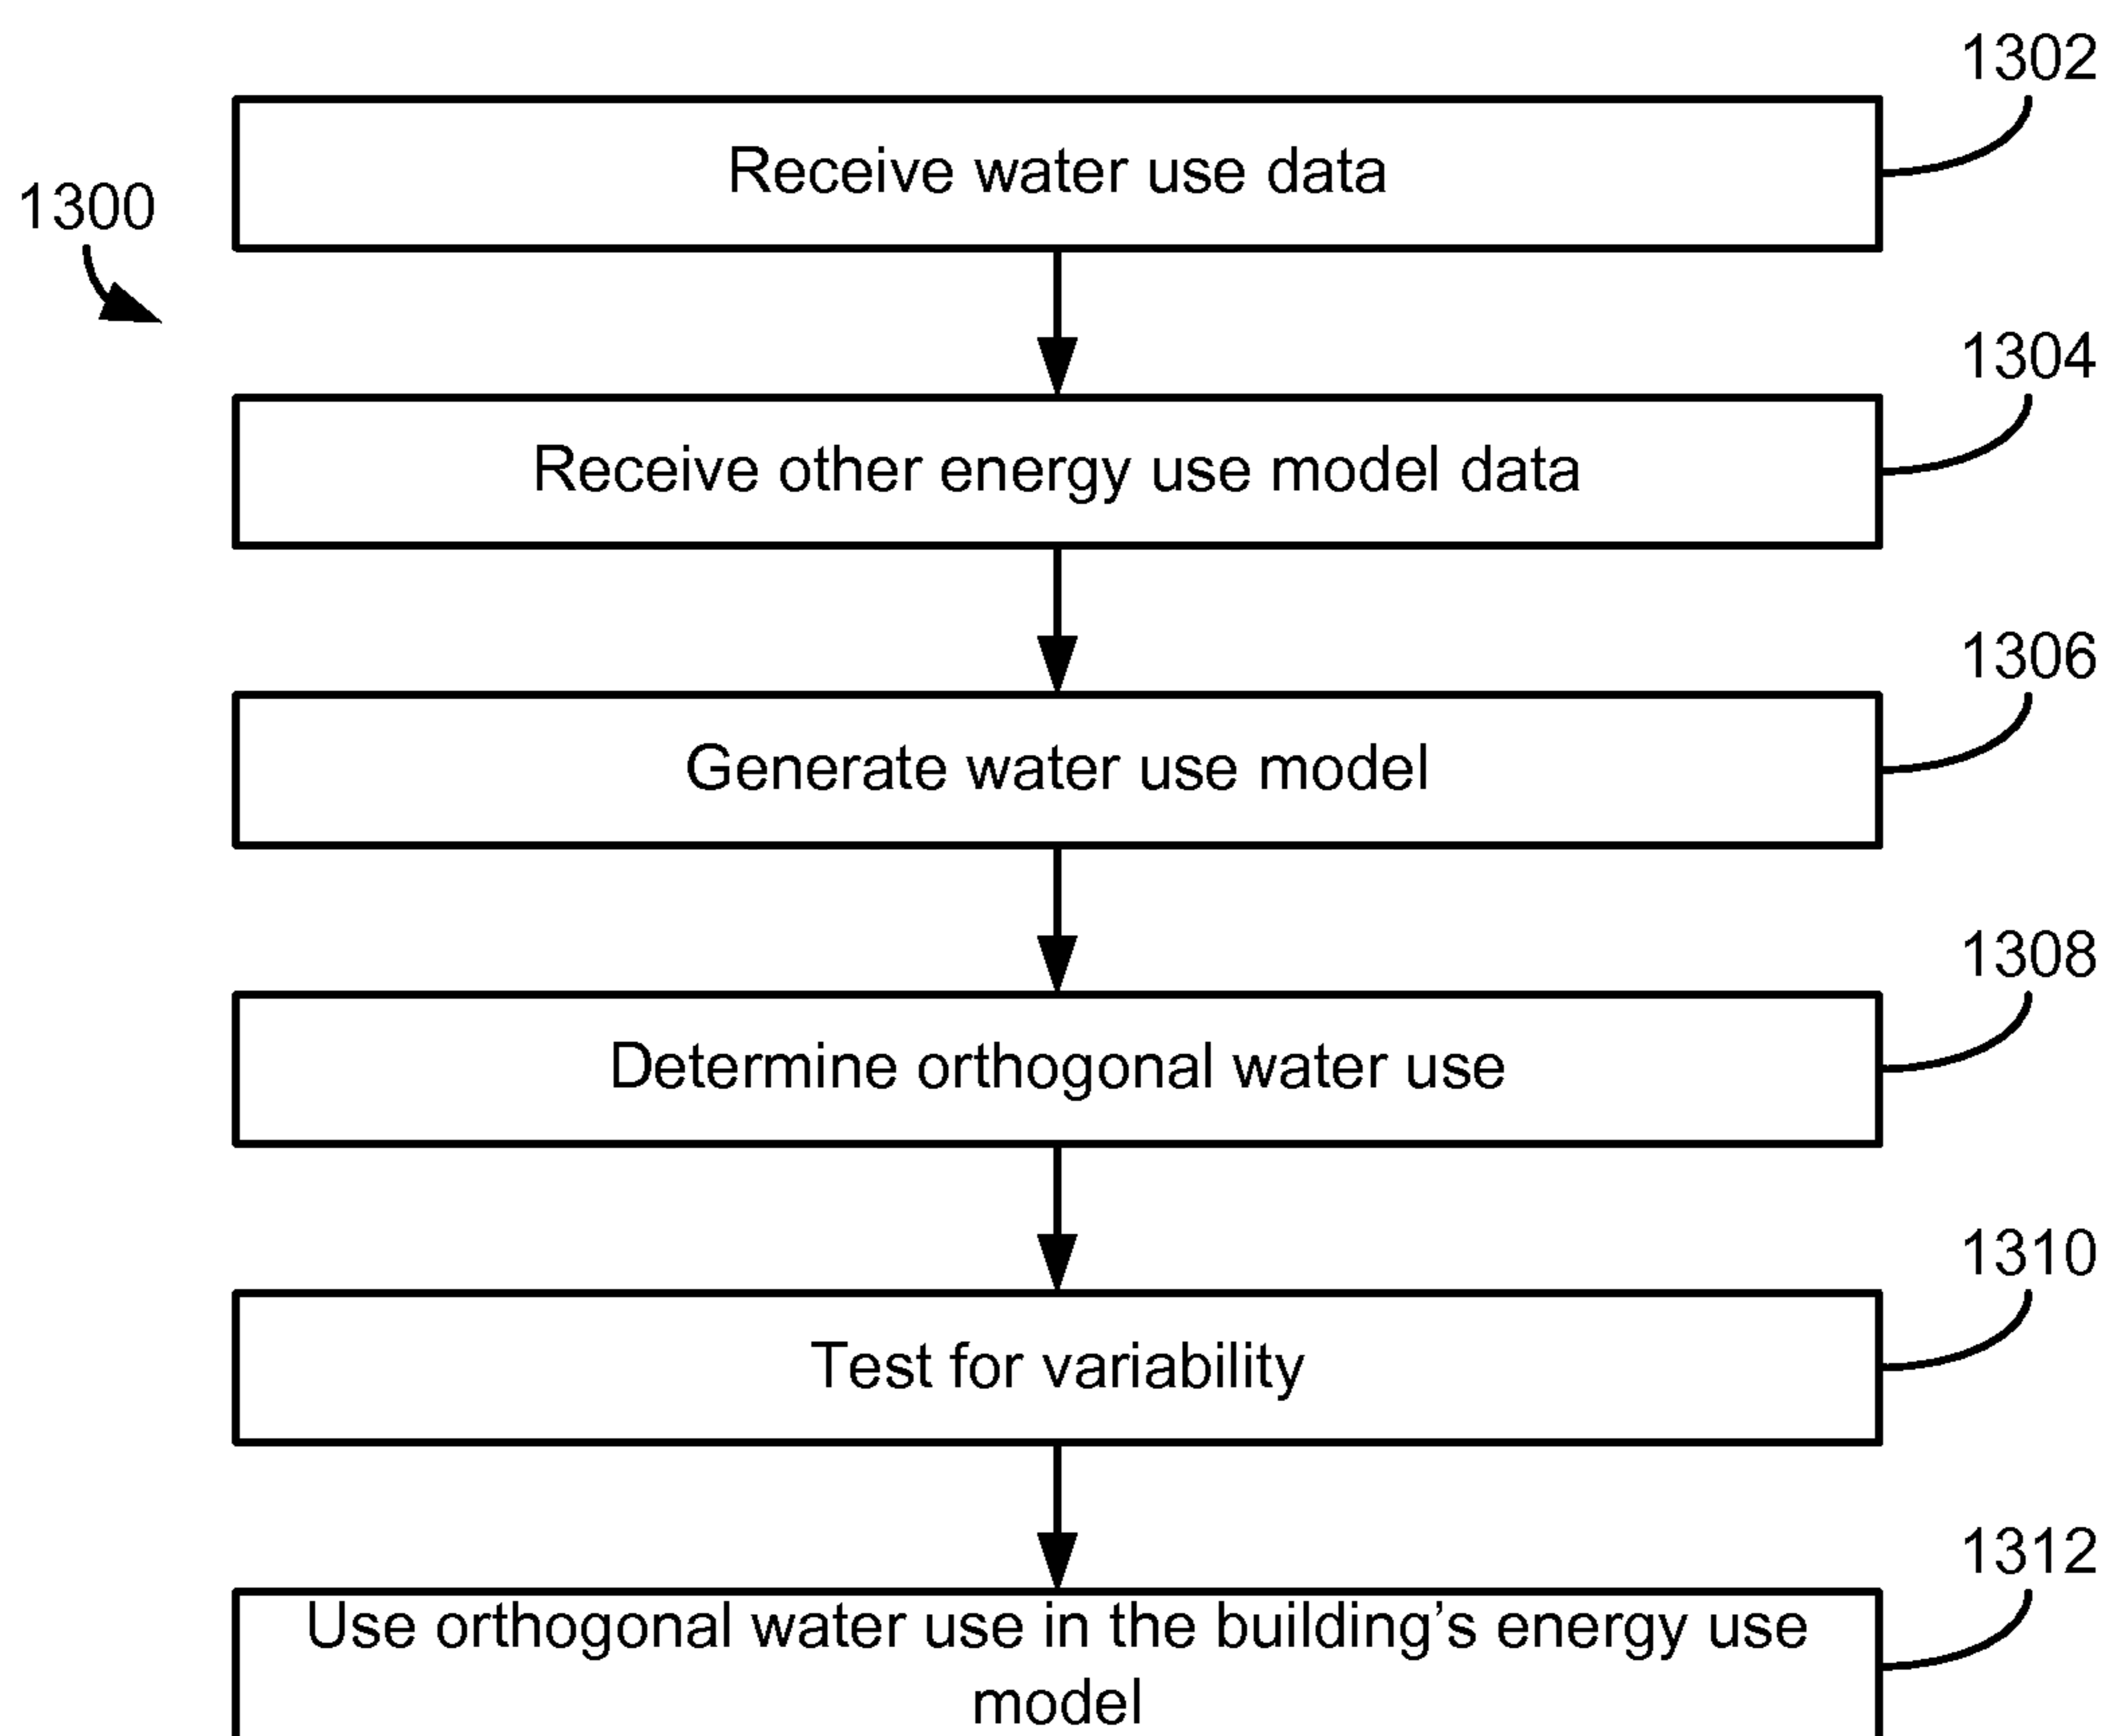 1302
Receive water use data
1300
1304
Receive other energy use model data
1306
Generate water use model
1308
Determine orthogonal water use
1310
Test for variability
1312
Use orthogonal water use in the building’s energy use
model